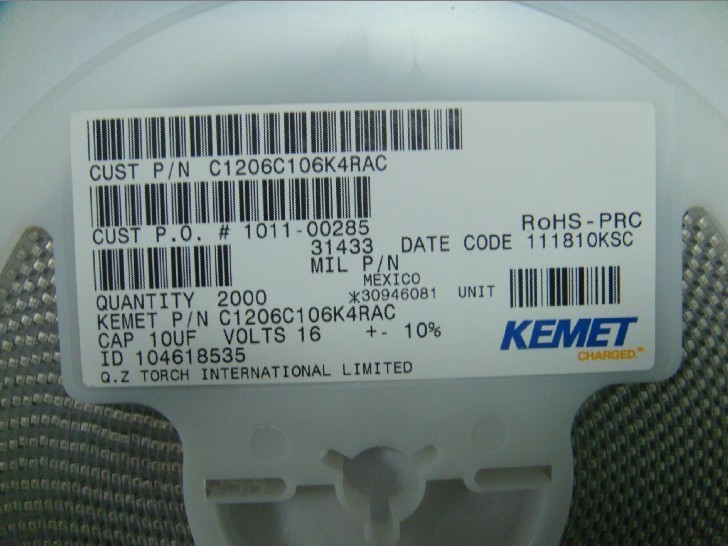 CUST P/N C1206C106K4RAC
CUST P.O. # 1011-00285
RoHS-PRC
31433 DATE CODE 111810KSC
MIL P/N
MEXICO
QUANTITY 2000 *30946081 UNIT
KEMET P/N C1206C106K4RAC
CAP 10UF VOLTS 16 +- 10%
ID 104618535
Q.Z TORCH INTERNATIONAL LIMITED
KEMET
CHARGED.™